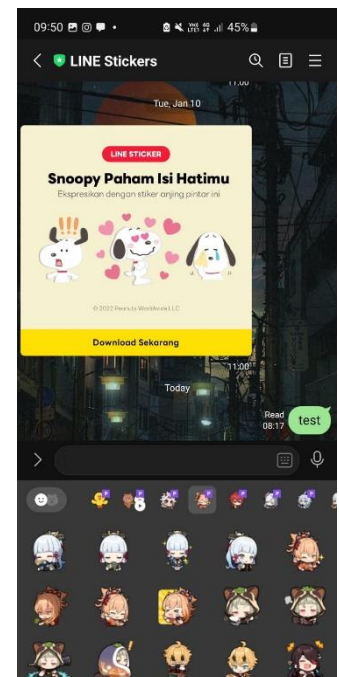 09:50
45%
LINE Stickers
11:00
Tue, Jan 10
LINE STICKER
Snoopy Paham Isi Hatimu
Ekspresikan dengan stiker anjing pintar ini
© 2022 Peanuts Worldwide LLC
Download Sekarang
11:00
Today
Read
08:17
test